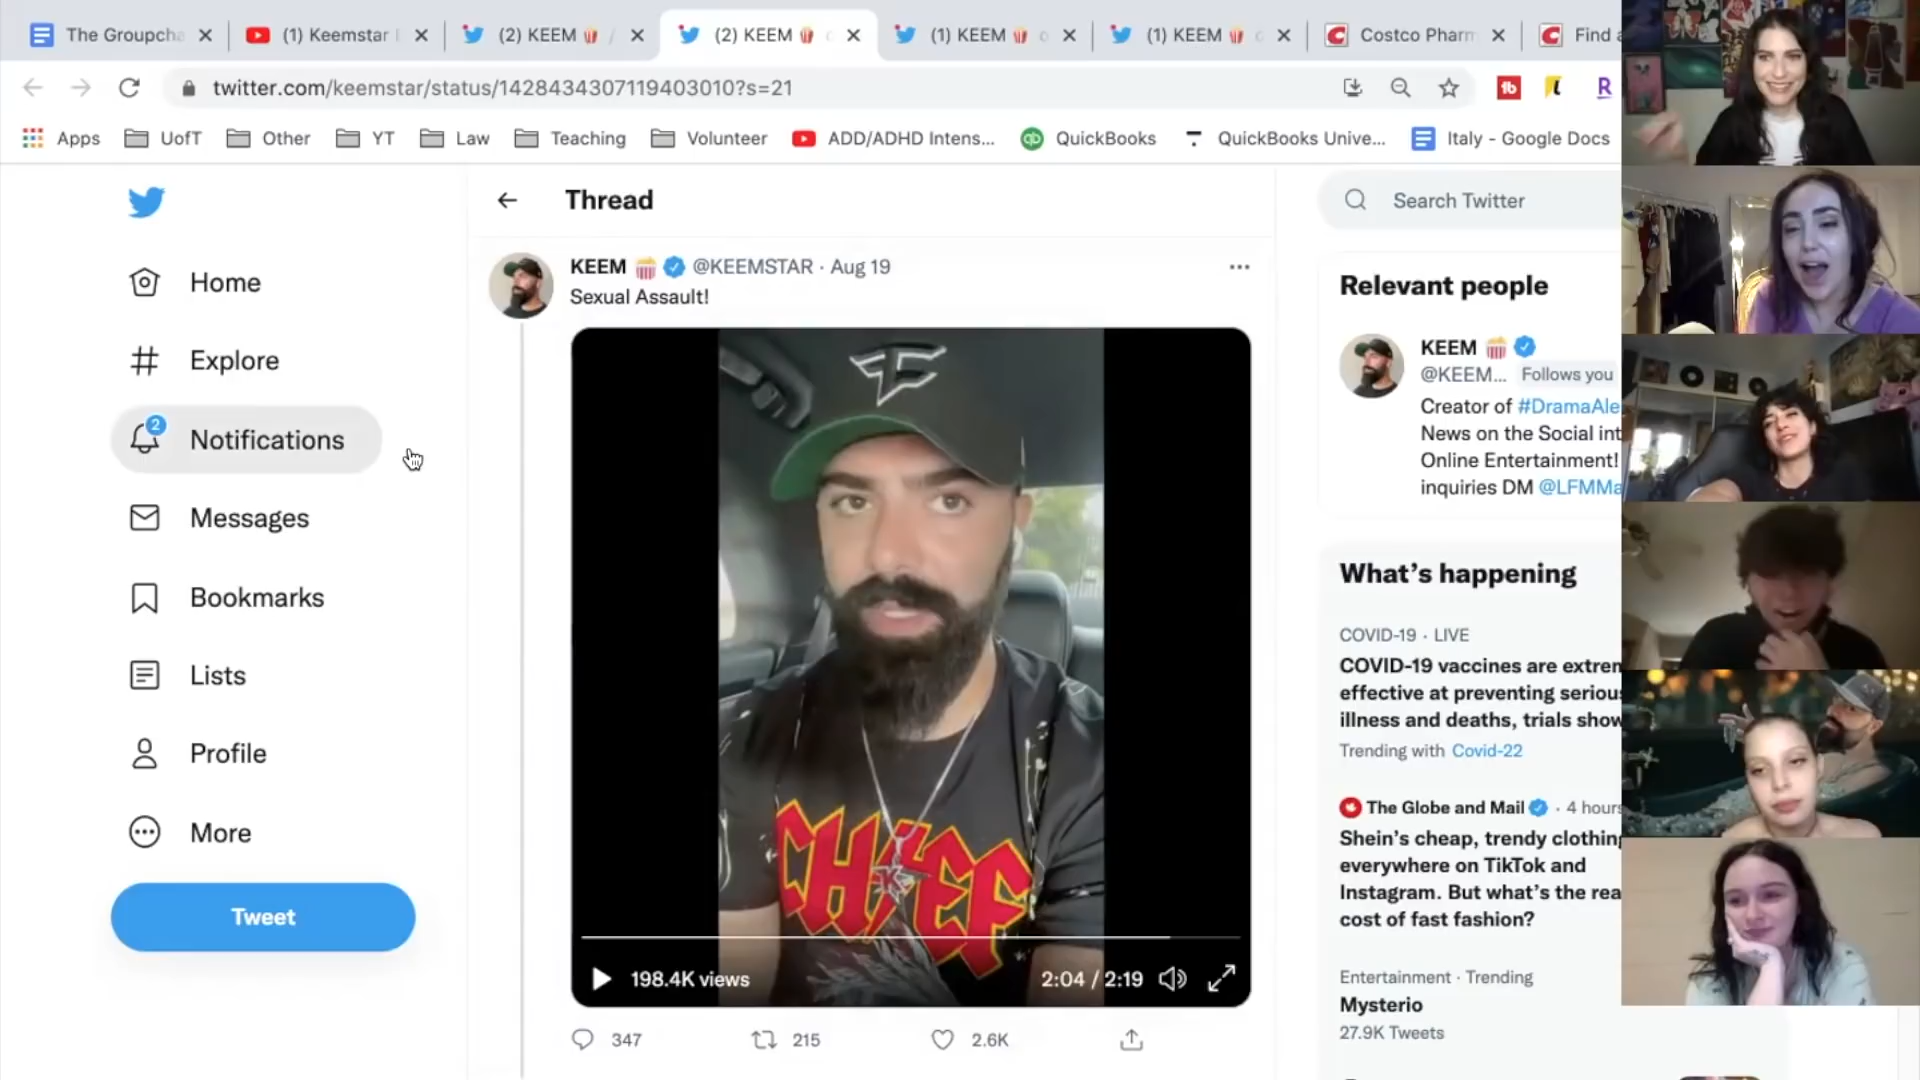 The Groupcha
(1) Keemstar
(2) KEEM
(2) KEEM
(1) KEEM
(1) KEEM
Costco Pharm
Find a
twitter.com/keemstar/status/1428434307119403010?s=21
Apps
UofT
Other
YT
Law
Teaching
Volunteer
ADD/ADHD Intens...
QuickBooks
QuickBooks Unive...
Italy - Google Docs
Home
Explore
2
Notifications
Messages
Bookmarks
Lists
Profile
More
Tweet
Thread
KEEM 🍿 @KEEMSTAR · Aug 19
Sexual Assault!
CHIEF
198.4K views
2:04 / 2:19
347
215
2.6K
Search Twitter
Relevant people
KEEM 🍿
@KEEM... Follows you
Creator of #DramaAle
News on the Social int
Online Entertainment!
inquiries DM @LFMMa
What's happening
COVID-19 · LIVE
COVID-19 vaccines are extrem
effective at preventing seriou
illness and deaths, trials show
Trending with Covid-22
The Globe and Mail · 4 hours
Shein's cheap, trendy clothing
everywhere on TikTok and
Instagram. But what's the rea
cost of fast fashion?
Entertainment · Trending
Mysterio
27.9K Tweets